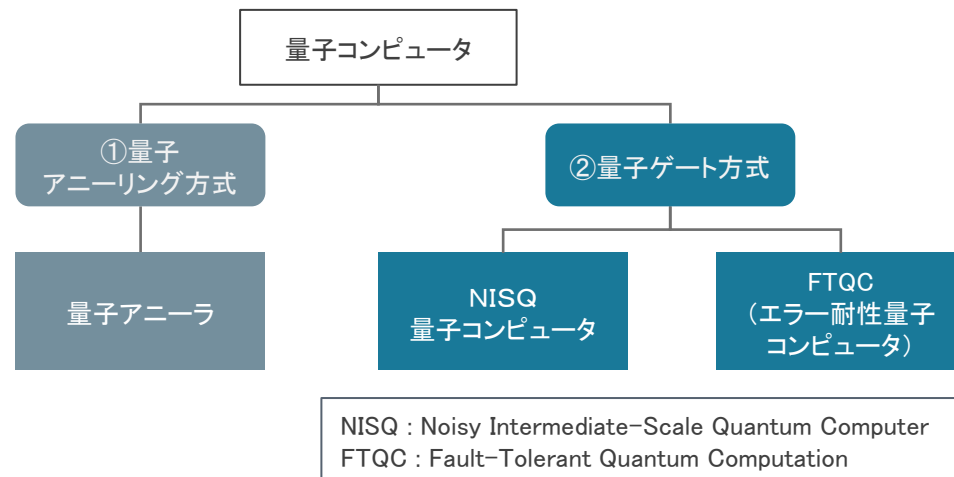 量子コンピュータ
①量子
アニーリング方式
②量子ゲート方式
量子アニーラ
NISQ
量子コンピュータ
FTQC
（エラー耐性量子
コンピュータ）
NISQ : Noisy Intermediate-Scale Quantum Computer
FTQC : Fault-Tolerant Quantum Computation